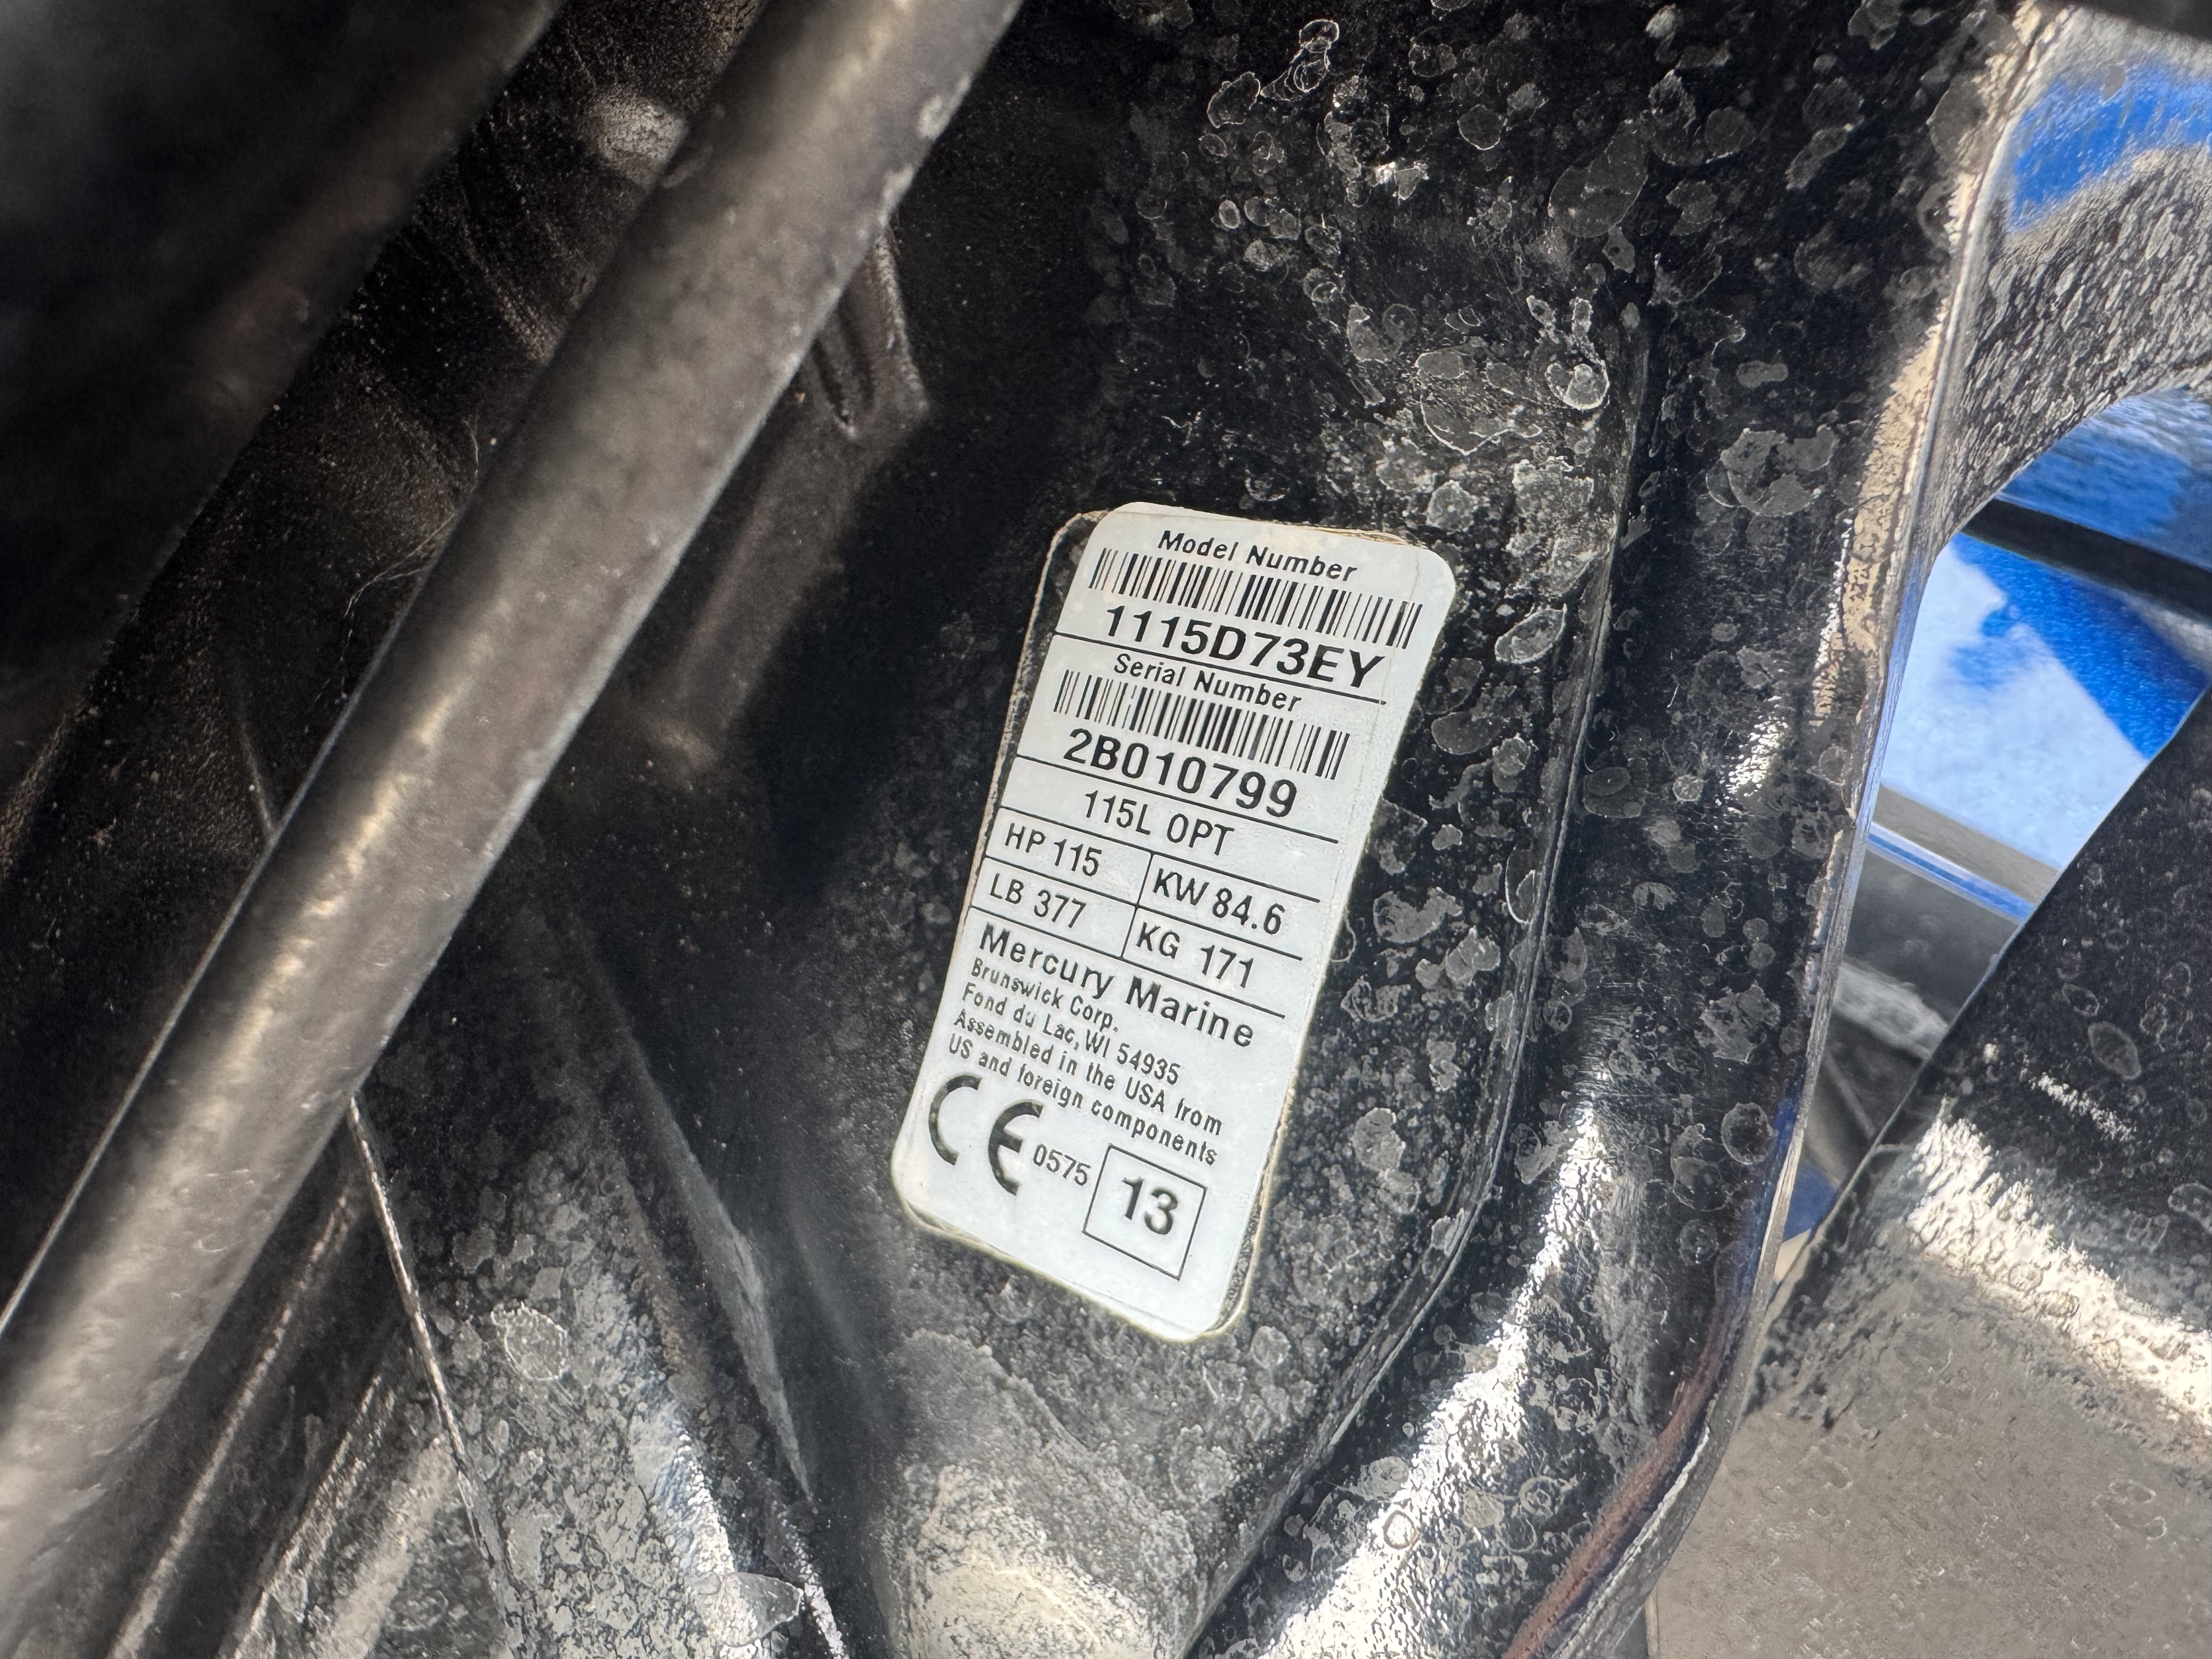 Model Number
1115D73EY
Serial Number
2B010799
115L OPT
HP 115 KW 84.6
LB 377 KG 171
Mercury Marine
Brunswick Corp.
Fond du Lac, WI 54935
Assembled in the USA from
US and foreign components
CE 0575 13